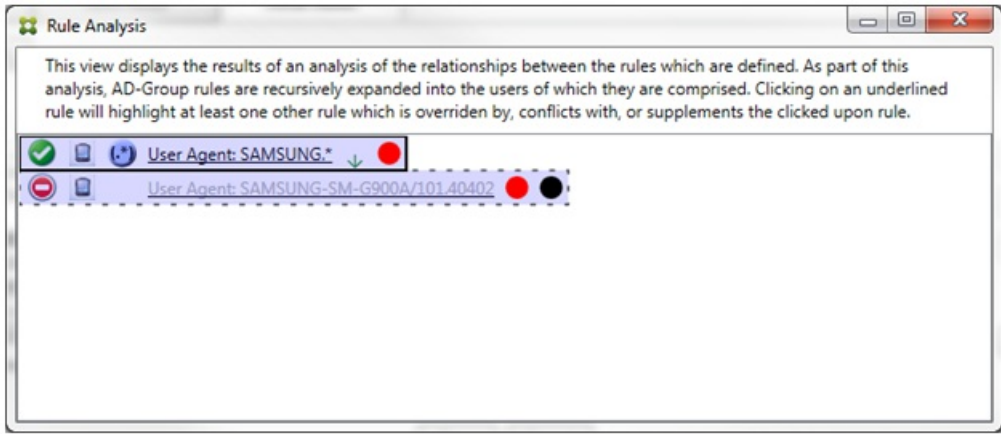 Rule Analysis
This view displays the results of an analysis of the relationships between the rules which are defined. As part of this
analysis, AD-Group rules are recursively expanded into the users of which they are comprised. Clicking on an underlined
rule will highlight at least one other rule which is overriden by, conflicts with, or supplements the clicked upon rule.
(.*) User Agent: SAMSUNG.*
User Agent: SAMSUNG-SM-G900A/101.40402